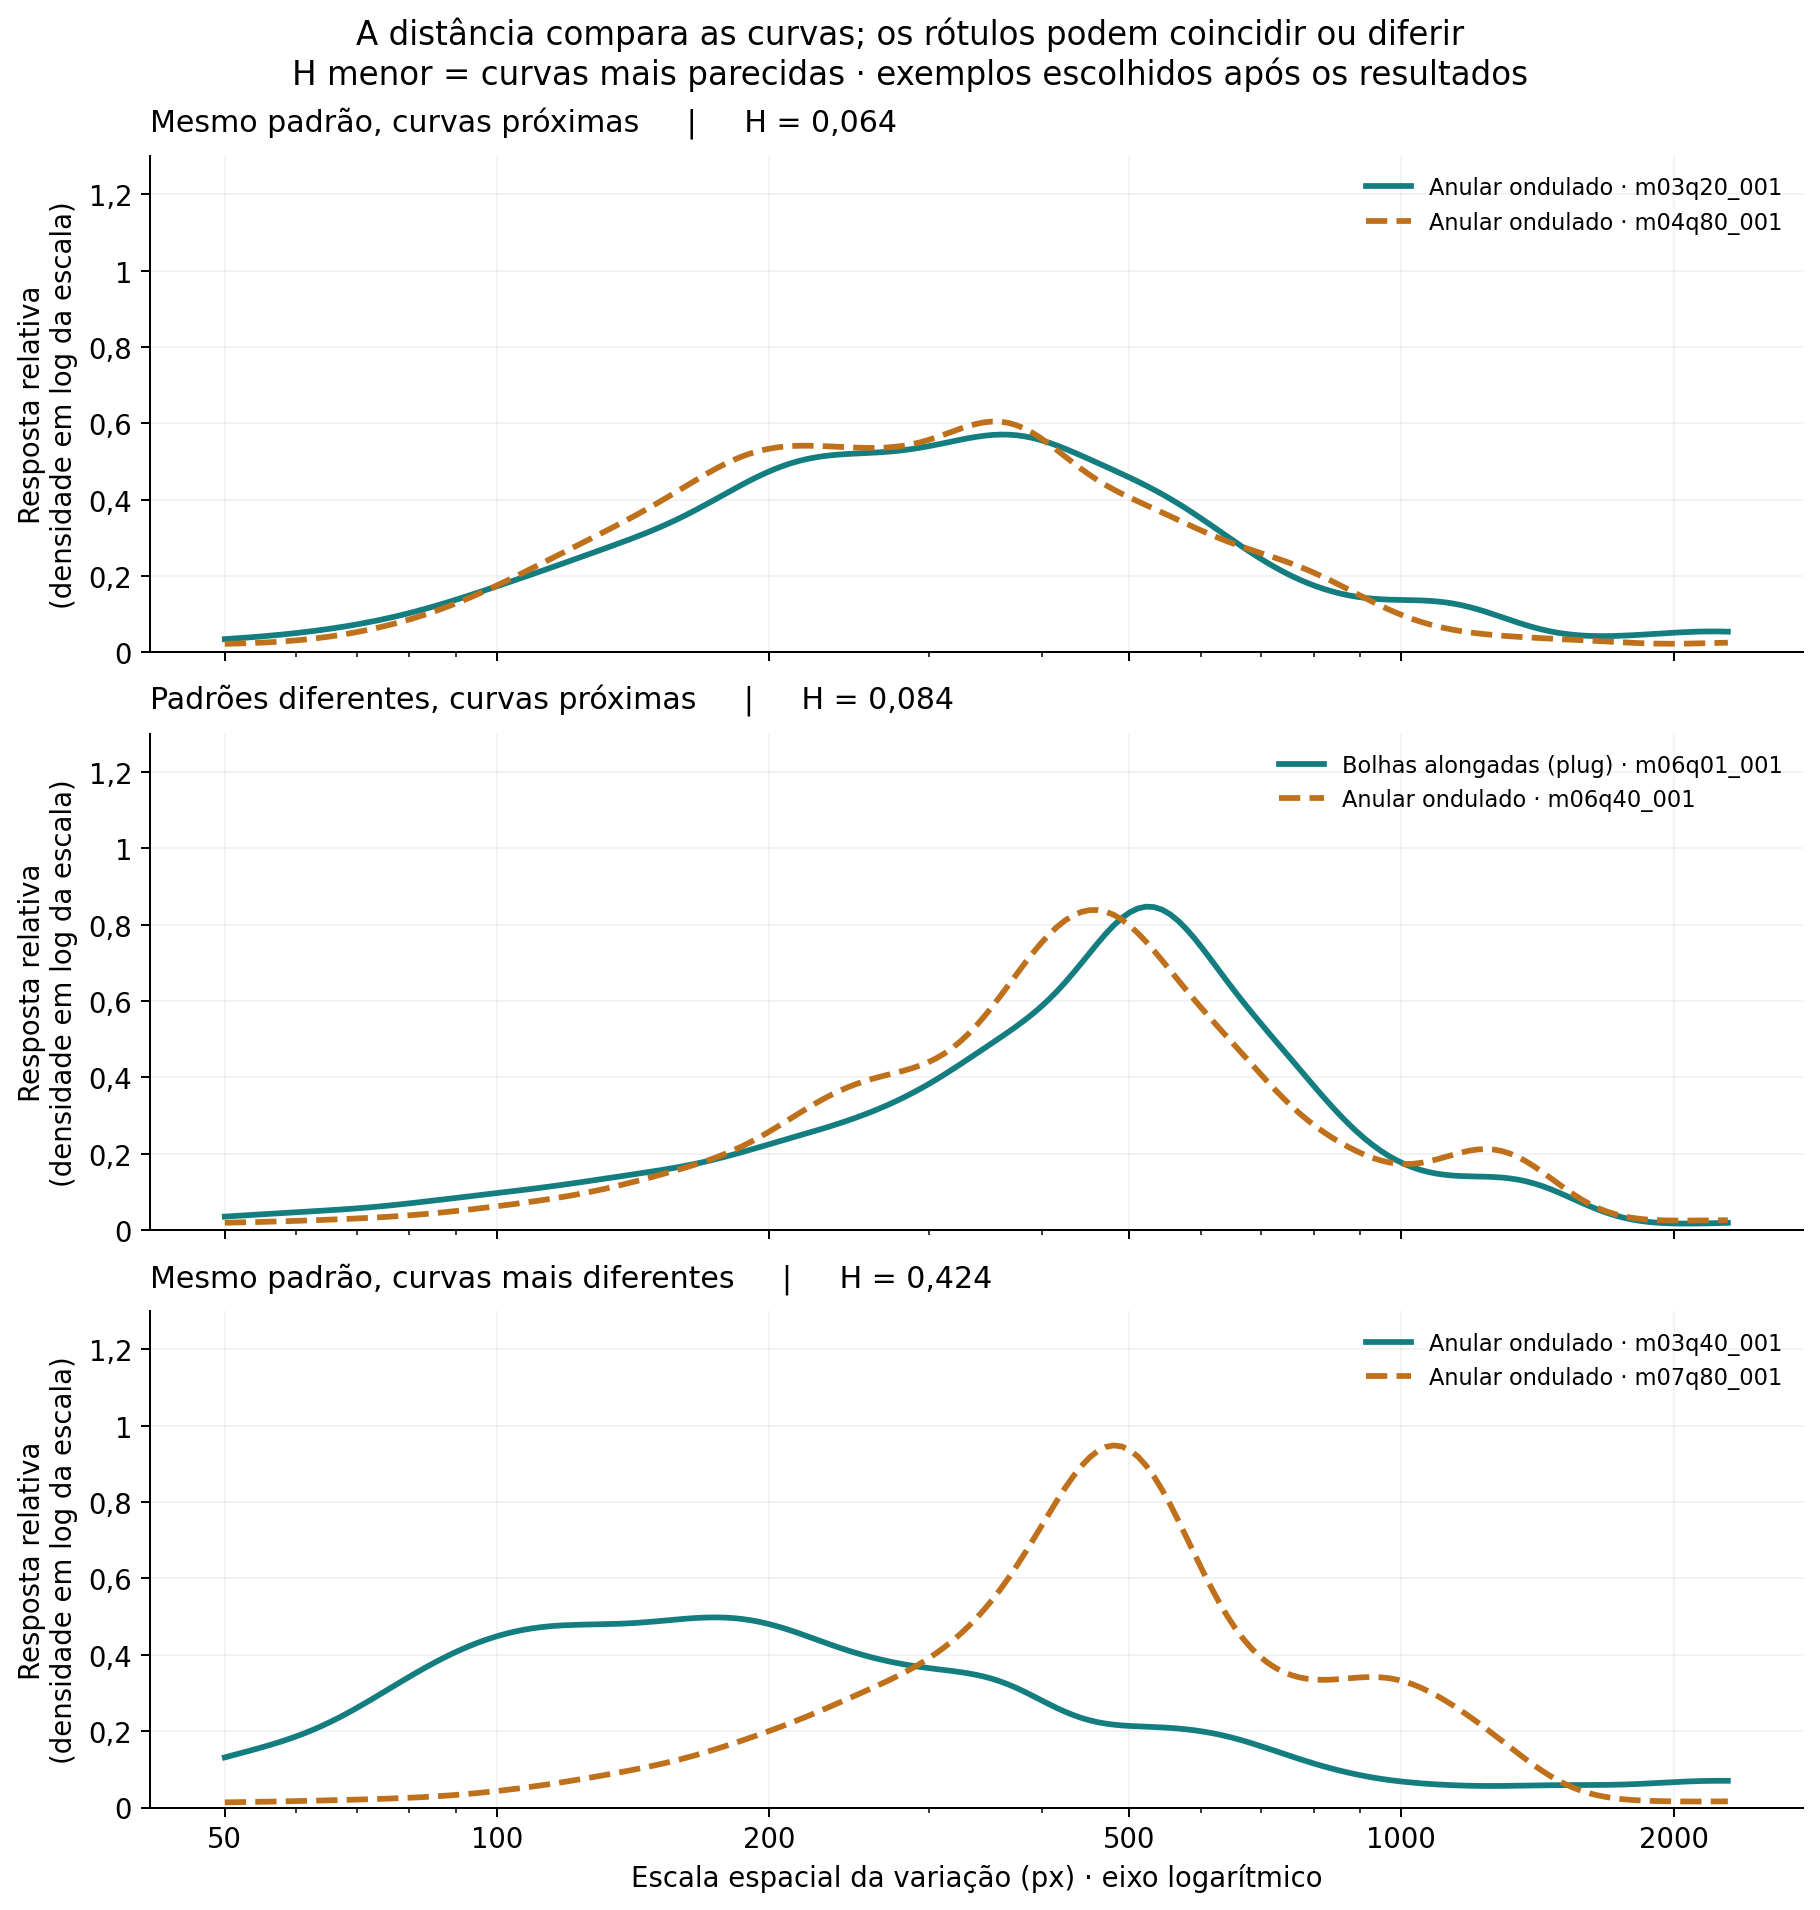 A distância compara as curvas; os rótulos podem coincidir ou diferir
H menor = curvas mais parecidas · exemplos escolhidos após os resultados
Mesmo padrão, curvas próximas | H = 0,064
Resposta relativa
(densidade em log da escala)
1,2
1
0,8
0,6
0,4
0,2
0
Anular ondulado · m03q20_001
Anular ondulado · m04q80_001
Padrões diferentes, curvas próximas | H = 0,084
Resposta relativa
(densidade em log da escala)
1,2
1
0,8
0,6
0,4
0,2
0
Bolhas alongadas (plug) · m06q01_001
Anular ondulado · m06q40_001
Mesmo padrão, curvas mais diferentes | H = 0,424
Resposta relativa
(densidade em log da escala)
1,2
1
0,8
0,6
0,4
0,2
0
Anular ondulado · m03q40_001
Anular ondulado · m07q80_001
50 100 200 500 1000 2000
Escala espacial da variação (px) · eixo logarítmico